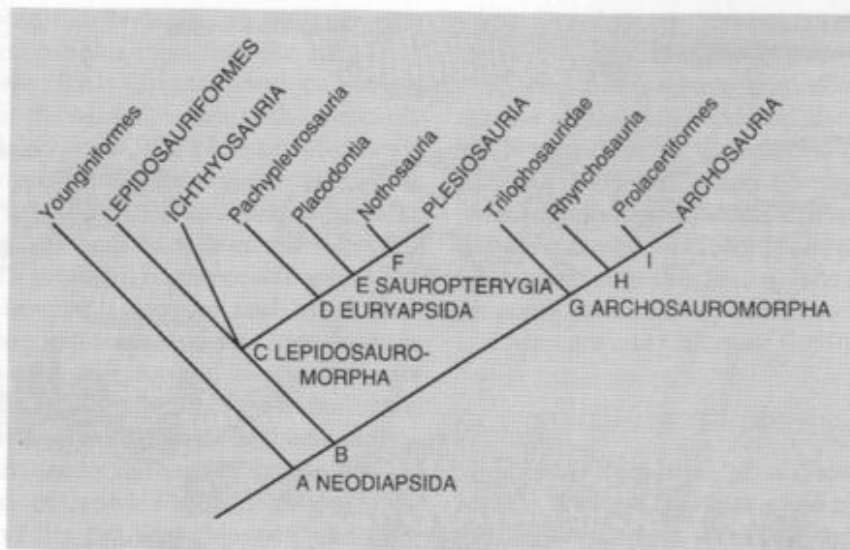 Younginiformes
LEPIDOSAURIFORMES
ICHTHYOSAURIA
Pachypleurosauria
Placodontia
Nothosauria
PLESIOSAURIA
Trilophosauridae
Rhynchosauria
Prolacertiformes
ARCHOSAURIA
F
I
E SAUROPTERYGIA
H
D EURYAPSIDA
G ARCHOSAUROMORPHA
C LEPIDOSAURO-
MORPHA
B
A NEODIAPSIDA